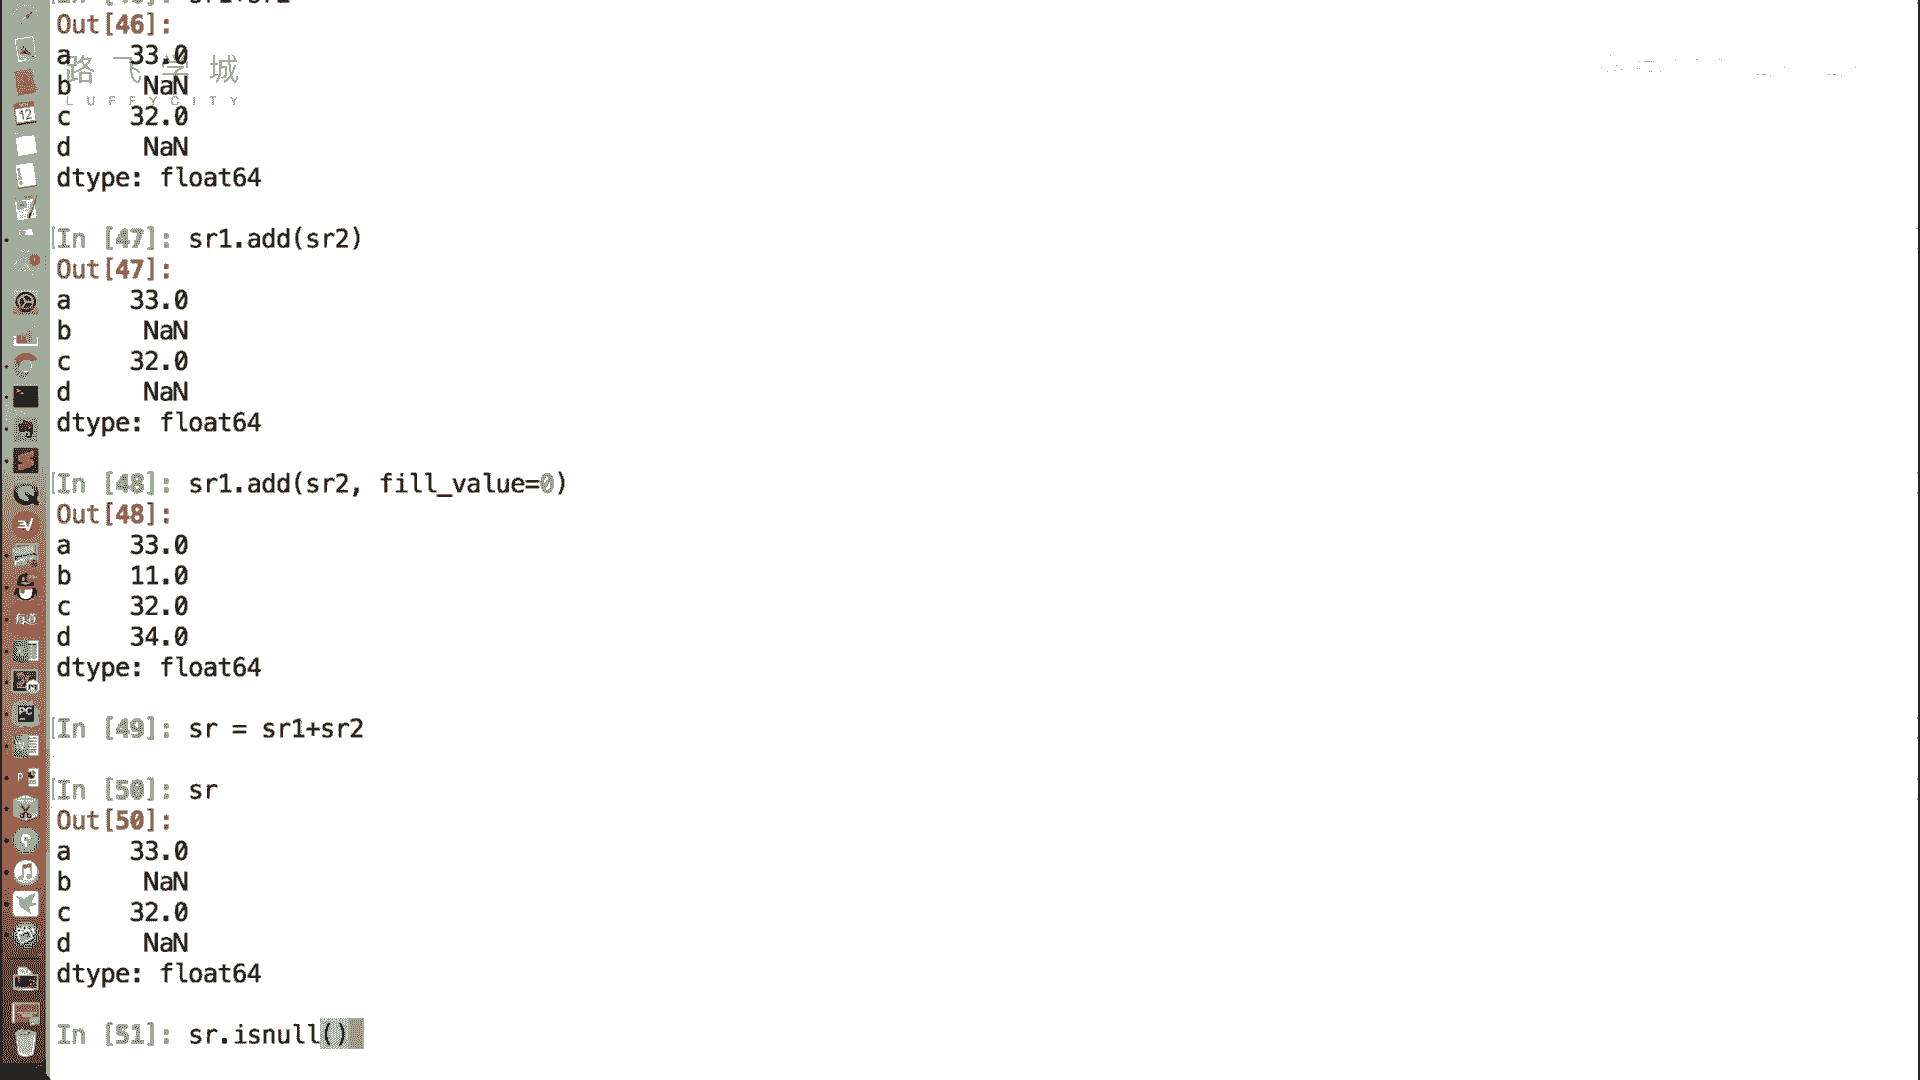 Out[46]:
a    33.0
b     NaN
c    32.0
d     NaN
dtype: float64
路飞学城
LUFFYCITY
In [47]: sr1.add(sr2)
Out[47]:
a    33.0
b     NaN
c    32.0
d     NaN
dtype: float64
In [48]: sr1.add(sr2, fill_value=0)
Out[48]:
a    33.0
b    11.0
c    32.0
d    34.0
dtype: float64
In [49]: sr = sr1+sr2
In [50]: sr
Out[50]:
a    33.0
b     NaN
c    32.0
d     NaN
dtype: float64
In [51]: sr.isnull()